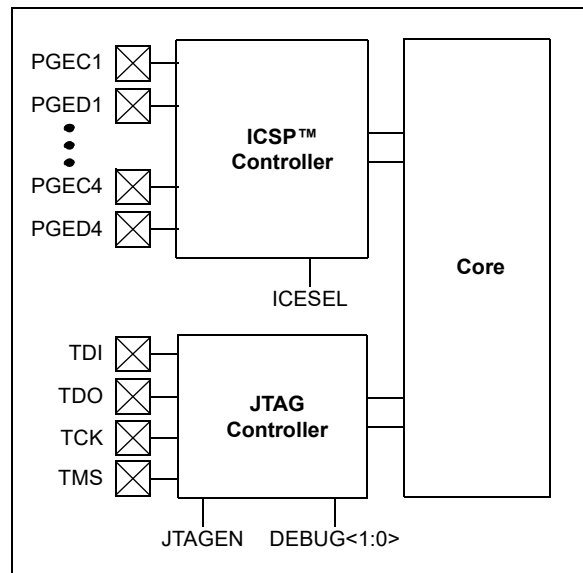 PGEC1
PGED1
PGEC4
PGED4
ICSP™
Controller
ICESEL
Core
TDI
TDO
TCK
TMS
JTAG
Controller
JTAGEN
DEBUG<1:0>